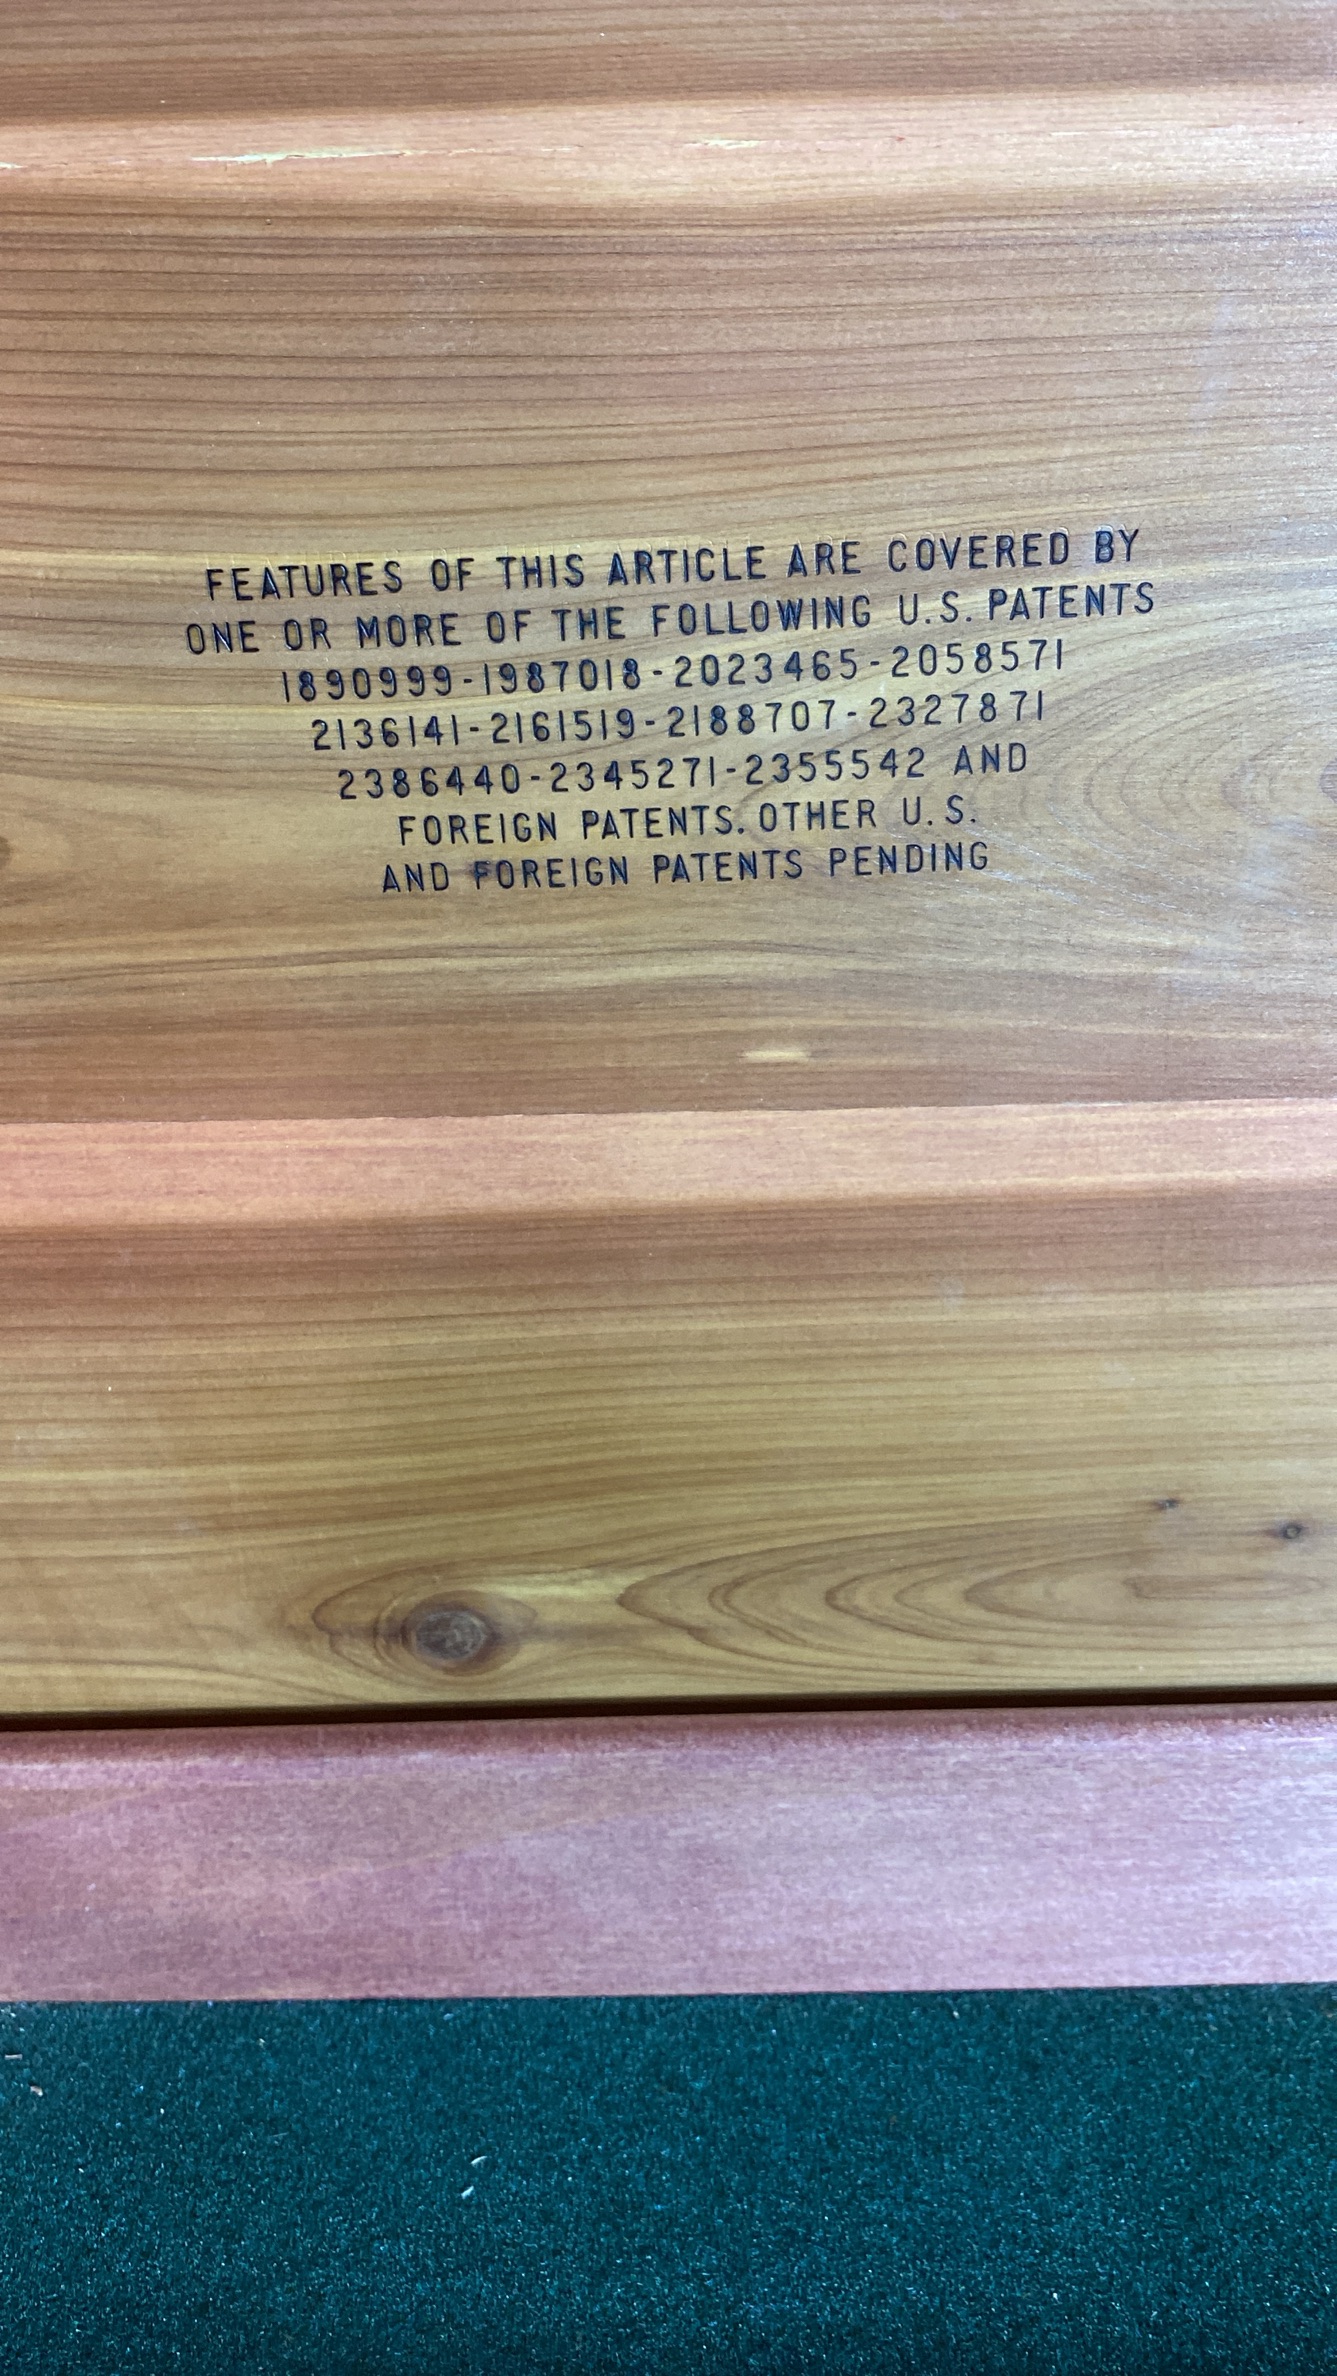 FEATURES OF THIS ARTICLE ARE COVERED BY
ONE OR MORE OF THE FOLLOWING U.S. PATENTS
1890999-1987018-2023465-2058571
2136141-2161519-2188707-2327871
2386440-2345271-2355542 AND
FOREIGN PATENTS. OTHER U.S.
AND FOREIGN PATENTS PENDING